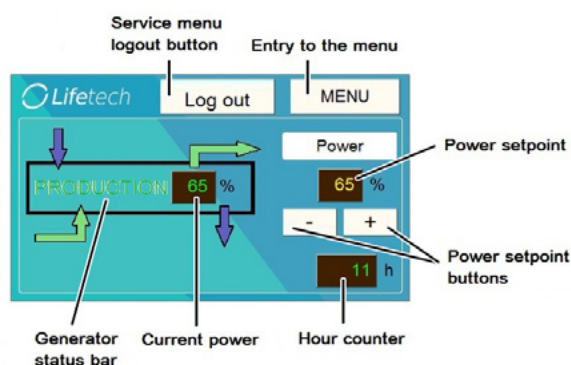 Service menu
logout button
Entry to the menu
Lifetech
Log out
MENU
Power
Power setpoint
PRODUCTION 65 %
65 %
- +
Power setpoint
buttons
11 h
Generator
status bar
Current power
Hour counter